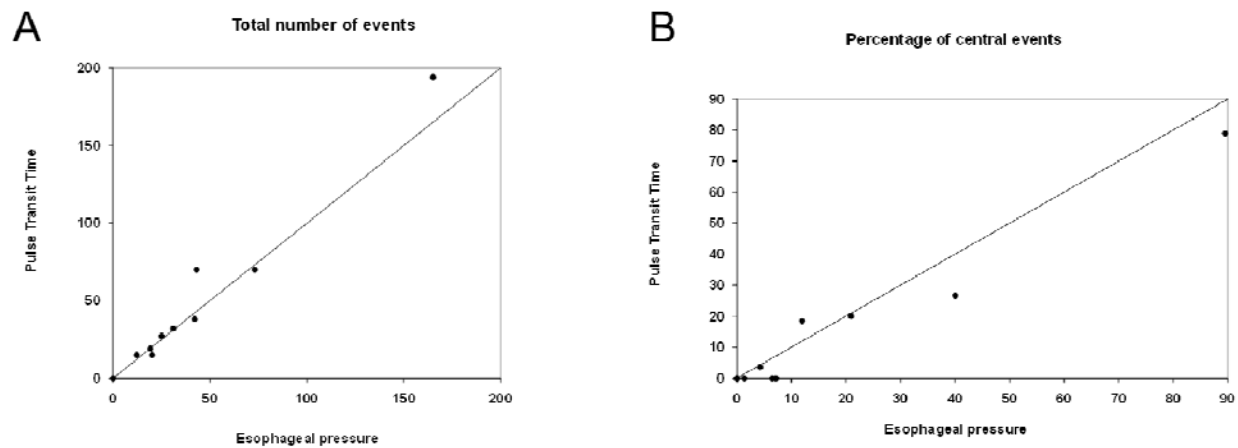 A
Total number of events
200
150
100
50
0
0 50 100 150 200
Pulse Transit Time
Esophageal pressure
B
Percentage of central events
90
80
70
60
50
40
30
20
10
0
0 10 20 30 40 50 60 70 80 90
Pulse Transit Time
Esophageal pressure